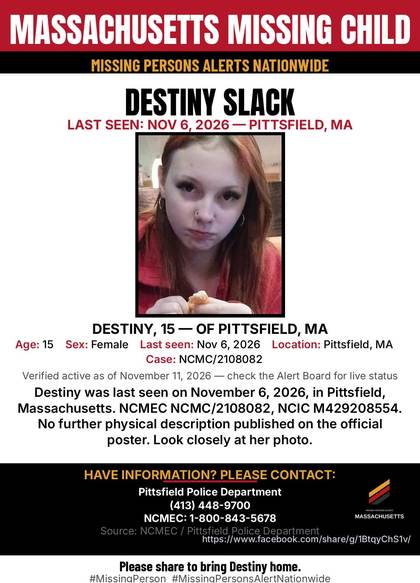 MASSACHUSETTS MISSING CHILD
MISSING PERSONS ALERTS NATIONWIDE
DESTINY SLACK
LAST SEEN: NOV 6, 2026 — PITTSFIELD, MA
DESTINY, 15 — OF PITTSFIELD, MA
Age: 15 Sex: Female Last seen: Nov 6, 2026 Location: Pittsfield, MA
Case: NCMC/2108082
Verified active as of November 11, 2026 — check the Alert Board for live status
Destiny was last seen on November 6, 2026, in Pittsfield,
Massachusetts. NCMEC NCMC/2108082, NCIC M429208554.
No further physical description published on the official
poster. Look closely at her photo.
HAVE INFORMATION? PLEASE CONTACT:
Pittsfield Police Department
(413) 448-9700
NCMEC: 1-800-843-5678
Source: NCMEC / Pittsfield Police Department
https://www.facebook.com/share/g/1BtqyChS1v/
MASSACHUSETTS
Please share to bring Destiny home.
#MissingPerson #MissingPersonsAlertNationwide